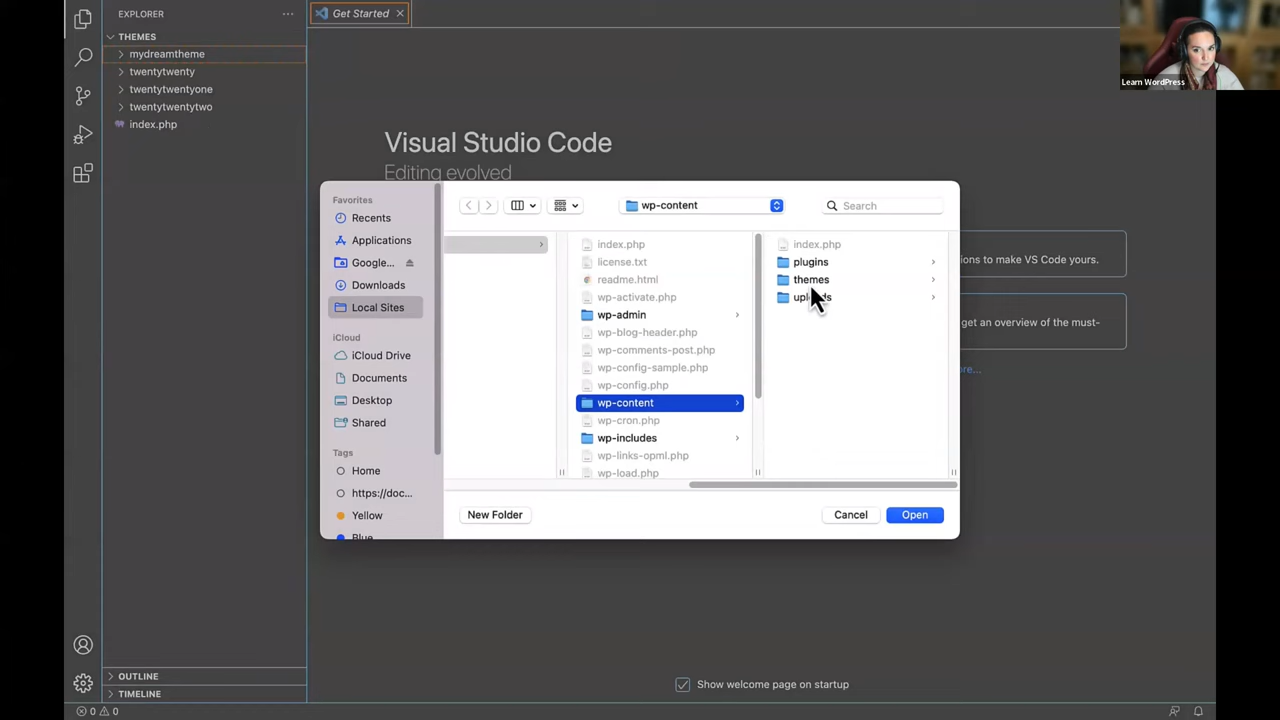 EXPLORER
THEMES
mydreamtheme
twentytwenty
twentytwentyone
twentytwentytwo
index.php
OUTLINE
TIMELINE
Get Started
Learn WordPress
Visual Studio Code
Editing evolved
Favorites
Recents
Applications
Google...
Downloads
Local Sites
iCloud
iCloud Drive
Documents
Desktop
Shared
Tags
Home
https://doc...
Yellow
Blue
wp-content
Search
index.php
license.txt
readme.html
wp-activate.php
wp-admin
wp-blog-header.php
wp-comments-post.php
wp-config-sample.php
wp-config.php
wp-content
wp-cron.php
wp-includes
wp-links-opml.php
wp-load.php
index.php
plugins
themes
uploads
New Folder
Cancel
Open
ions to make VS Code yours.
get an overview of the must-
ore...
Show welcome page on startup
0 0